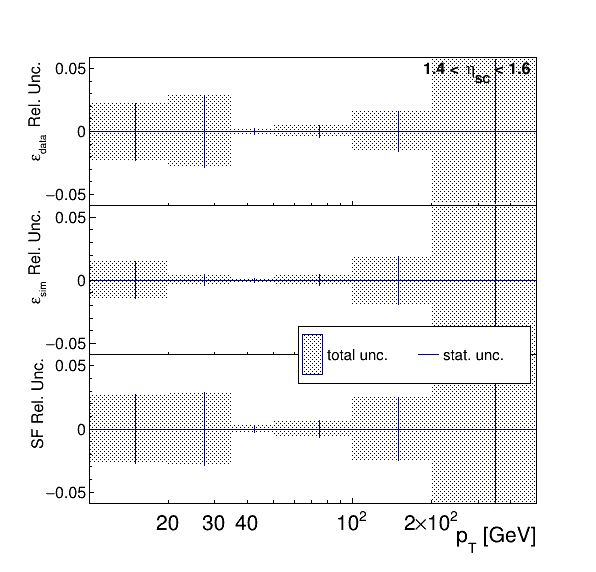 1.4 < η_SC < 1.6
0.05
0
−0.05
ε_data Rel. Unc.
0.05
0
−0.05
ε_sim Rel. Unc.
total unc. stat. unc.
0.05
0
−0.05
SF Rel. Unc.
20 30 40 10² 2×10²
p_T [GeV]